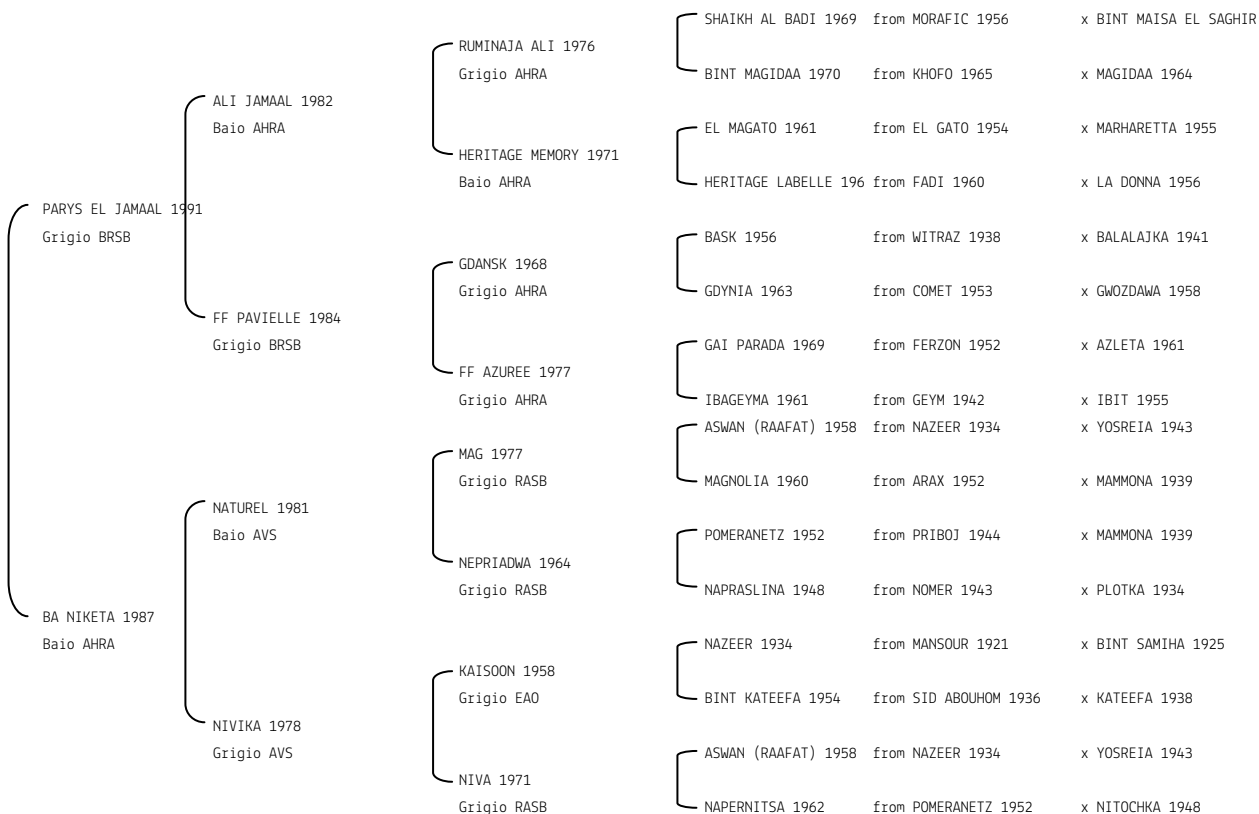 SHAIKH AL BADI 1969 from MORAFIC 1956 x BINT MAISA EL SAGHIR
RUMINAJA ALI 1976
Grigio AHRA
BINT MAGIDAA 1970 from KHOFO 1965 x MAGIDAA 1964
ALI JAMAAL 1982
Baio AHRA
EL MAGATO 1961 from EL GATO 1954 x MARHARETTA 1955
HERITAGE MEMORY 1971
Baio AHRA
HERITAGE LABELLE 196 from FADI 1960 x LA DONNA 1956
PARYS EL JAMAAL 1991
Grigio BRSB
BASK 1956 from WITRAZ 1938 x BALALAJKA 1941
GDANSK 1968
Grigio AHRA
GDYNIA 1963 from COMET 1953 x GWOZDAWA 1958
FF PAVIELLE 1984
Grigio BRSB
GAI PARADA 1969 from FERZON 1952 x AZLETA 1961
FF AZUREE 1977
Grigio AHRA
IBAGEYMA 1961 from GEYM 1942 x IBIT 1955
ASWAN (RAAFAT) 1958 from NAZEER 1934 x YOSREIA 1943
MAG 1977
Grigio RASB
MAGNOLIA 1960 from ARAX 1952 x MAMMONA 1939
NATUREL 1981
Baio AVS
POMERANETZ 1952 from PRIBOJ 1944 x MAMMONA 1939
NEPRIADWA 1964
Grigio RASB
NAPRASLINA 1948 from NOMER 1943 x PLOTKA 1934
BA NIKETA 1987
Baio AHRA
NAZEER 1934 from MANSOUR 1921 x BINT SAMIHA 1925
KAISOON 1958
Grigio EAO
BINT KATEEFA 1954 from SID ABOUHOM 1936 x KATEEFA 1938
NIVIKA 1978
Grigio AVS
ASWAN (RAAFAT) 1958 from NAZEER 1934 x YOSREIA 1943
NIVA 1971
Grigio RASB
NAPERNITSA 1962 from POMERANETZ 1952 x NITOCHKA 1948